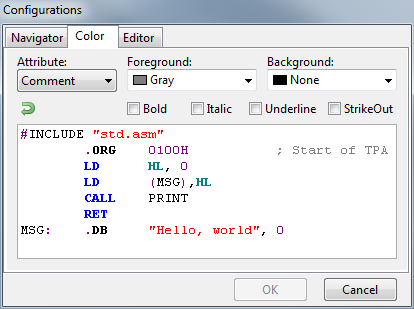 Configurations
Navigator Color Editor
Attribute: Foreground: Background:
Comment Gray None
Bold Italic Underline StrikeOut
#INCLUDE "std.asm"
.ORG 0100H ; Start of TPA
LD HL, 0
LD (MSG),HL
CALL PRINT
RET
MSG: .DB "Hello, world", 0
OK Cancel